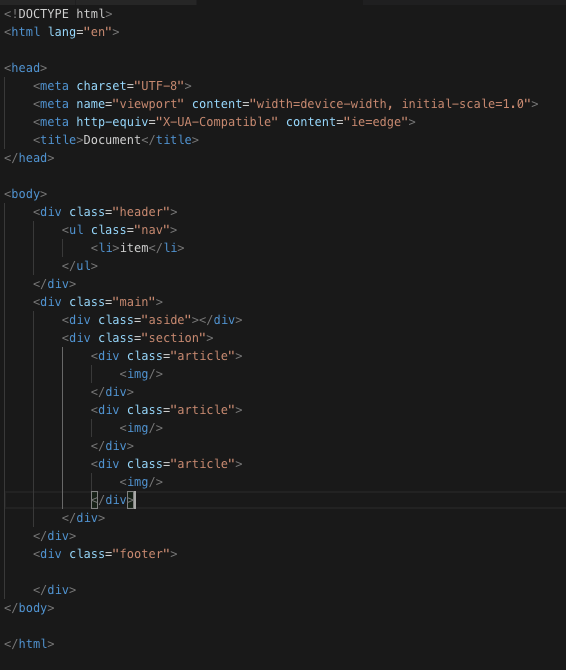 <!DOCTYPE html>
<html lang="en">
<head>
<meta charset="UTF-8">
<meta name="viewport" content="width=device-width, initial-scale=1.0">
<meta http-equiv="X-UA-Compatible" content="ie=edge">
<title>Document</title>
</head>
<body>
<div class="header">
<ul class="nav">
<li>item</li>
</ul>
</div>
<div class="main">
<div class="aside"></div>
<div class="section">
<div class="article">
<img/>
</div>
<div class="article">
<img/>
</div>
<div class="article">
<img/>
</div>
</div>
</div>
<div class="footer">
</div>
</body>
</html>